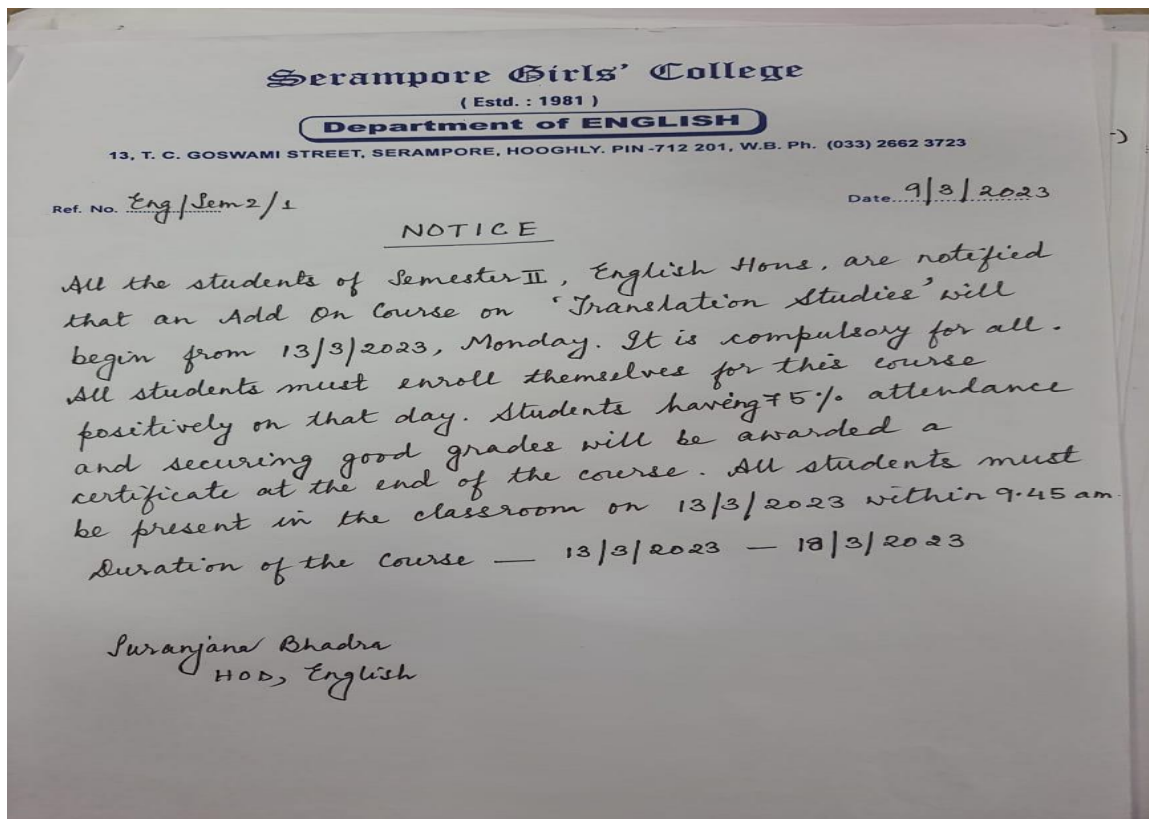 Serampore Girls' College
( Estd. : 1981 )
Department of ENGLISH
13, T. C. GOSWAMI STREET, SERAMPORE, HOOGHLY. PIN-712 201, W.B. Ph. (033) 2662 3723
Ref. No. Eng/Sem2/1 Date 9/3/2023
NOTICE
All the students of Semester II, English Hons, are notified
that an Add On Course on 'Translation Studies' will
begin from 13/3/2023, Monday. It is compulsory for all.
All students must enroll themselves for this course
positively on that day. Students having 75% attendance
and securing good grades will be awarded a
certificate at the end of the course. All students must
be present in the classroom on 13/3/2023 within 9.45 am.
Duration of the Course — 13/3/2023 — 18/3/2023
Suranjana Bhadra
HOD, English